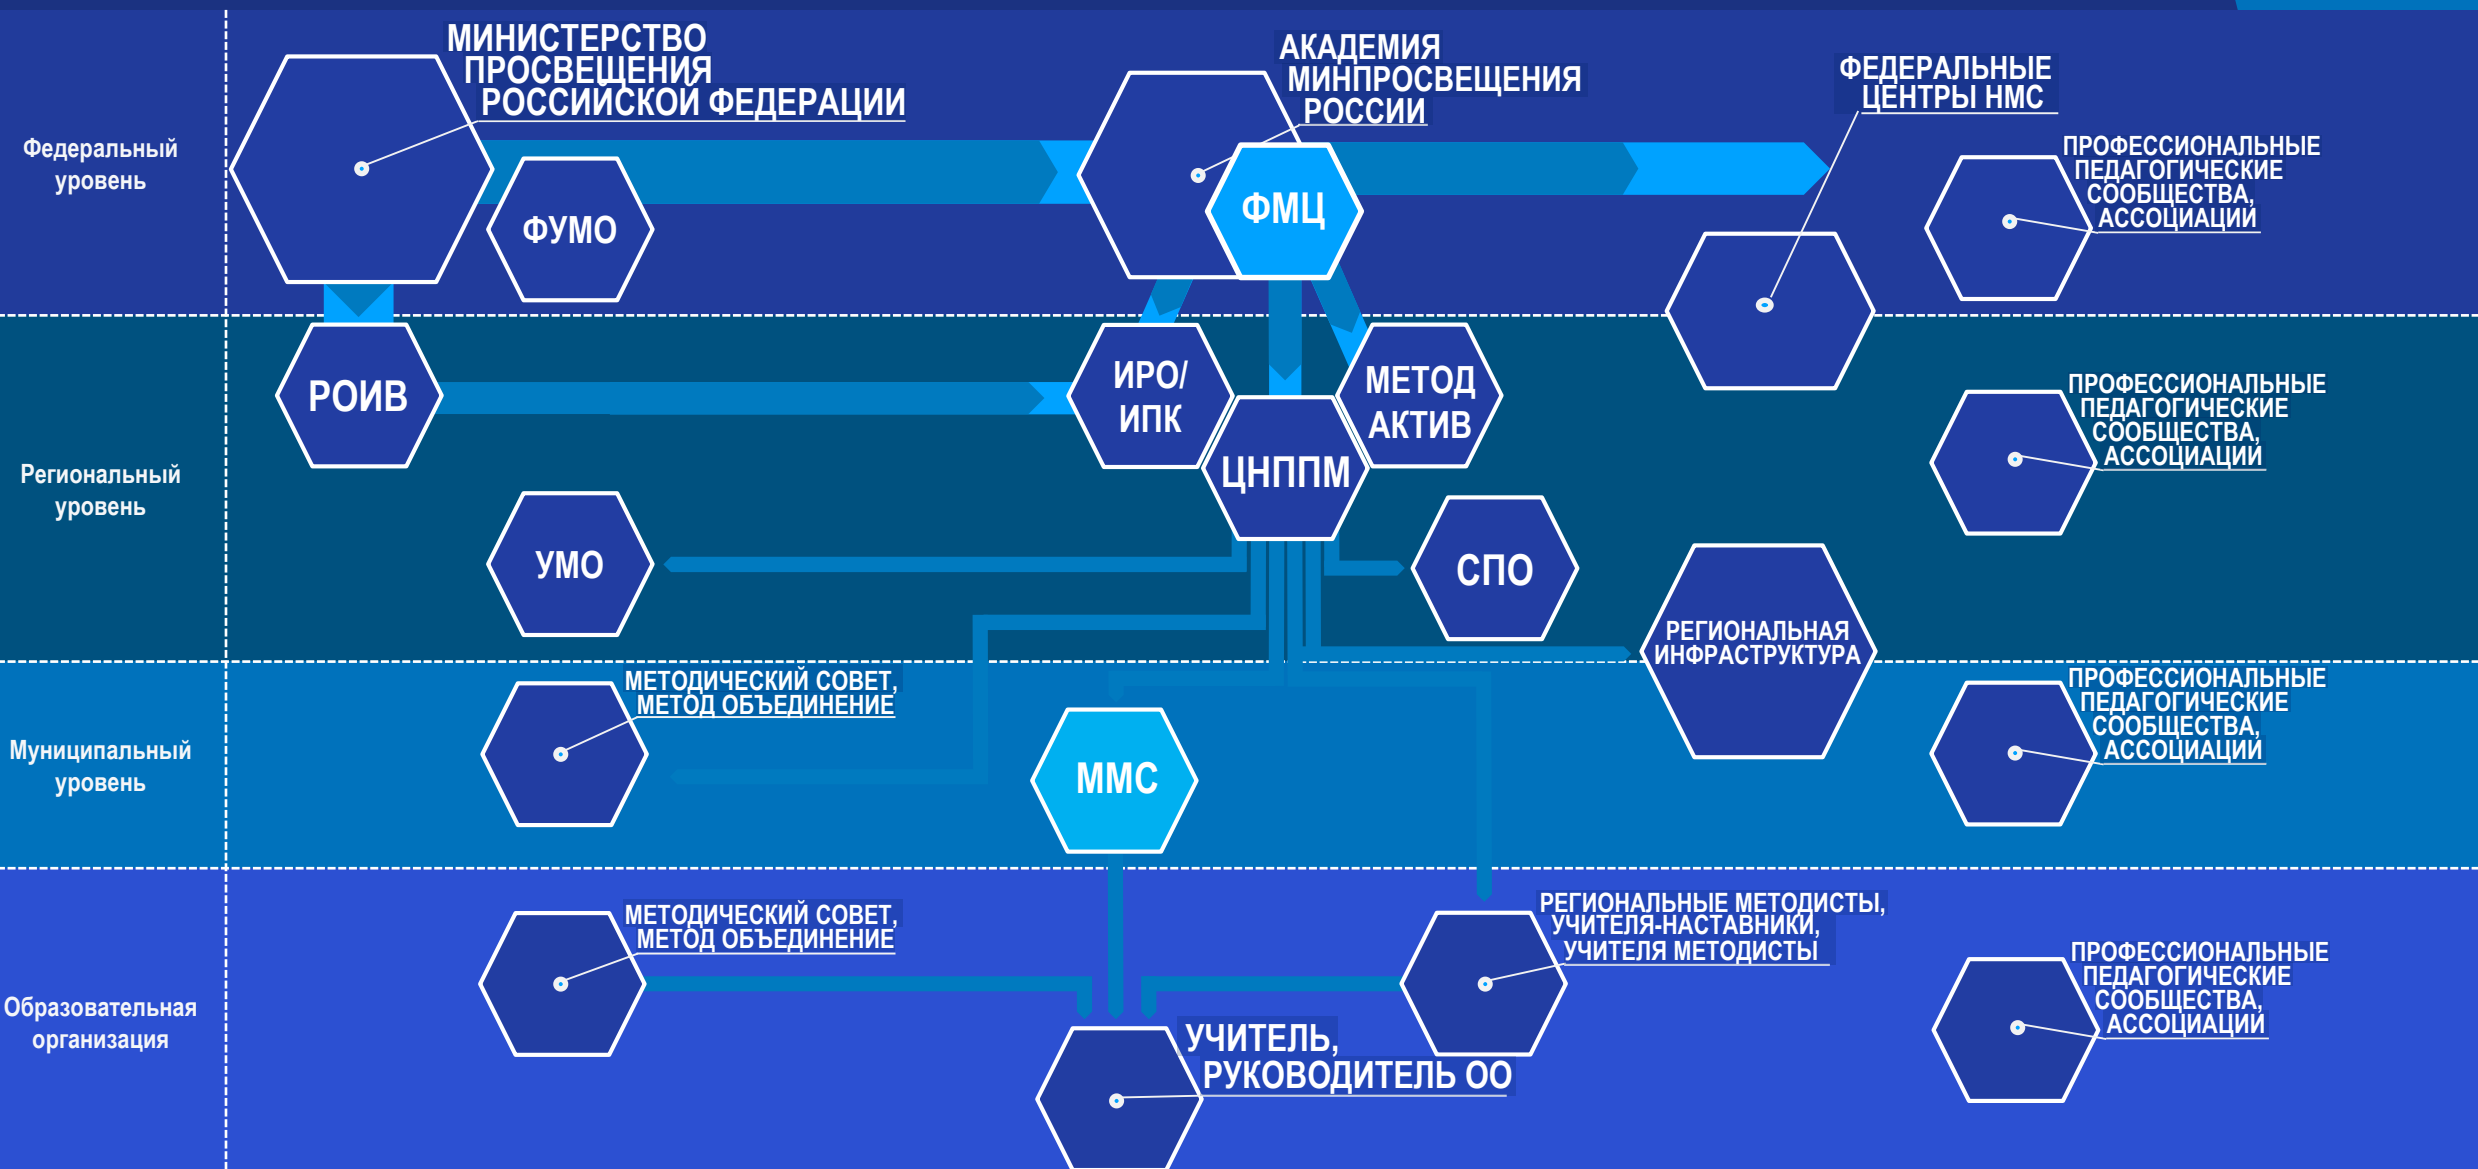 Федеральный
уровень
МИНИСТЕРСТВО
ПРОСВЕЩЕНИЯ
РОССИЙСКОЙ ФЕДЕРАЦИИ
ФУМО
АКАДЕМИЯ
МИНПРОСВЕЩЕНИЯ
РОССИИ
ФМЦ
ФЕДЕРАЛЬНЫЕ
ЦЕНТРЫ НМС
ПРОФЕССИОНАЛЬНЫЕ
ПЕДАГОГИЧЕСКИЕ
СООБЩЕСТВА,
АССОЦИАЦИИ
Региональный
уровень
РОИВ
ИРО/
ИПК
ЦНППМ
МЕТОД
АКТИВ
УМО
СПО
РЕГИОНАЛЬНАЯ
ИНФРАСТРУКТУРА
ПРОФЕССИОНАЛЬНЫЕ
ПЕДАГОГИЧЕСКИЕ
СООБЩЕСТВА,
АССОЦИАЦИИ
Муниципальный
уровень
МЕТОДИЧЕСКИЙ СОВЕТ,
МЕТОД ОБЪЕДИНЕНИЕ
ММС
ПРОФЕССИОНАЛЬНЫЕ
ПЕДАГОГИЧЕСКИЕ
СООБЩЕСТВА,
АССОЦИАЦИИ
Образовательная
организация
МЕТОДИЧЕСКИЙ СОВЕТ,
МЕТОД ОБЪЕДИНЕНИЕ
УЧИТЕЛЬ,
РУКОВОДИТЕЛЬ ОО
РЕГИОНАЛЬНЫЕ МЕТОДИСТЫ,
УЧИТЕЛЯ-НАСТАВНИКИ,
УЧИТЕЛЯ МЕТОДИСТЫ
ПРОФЕССИОНАЛЬНЫЕ
ПЕДАГОГИЧЕСКИЕ
СООБЩЕСТВА,
АССОЦИАЦИИ